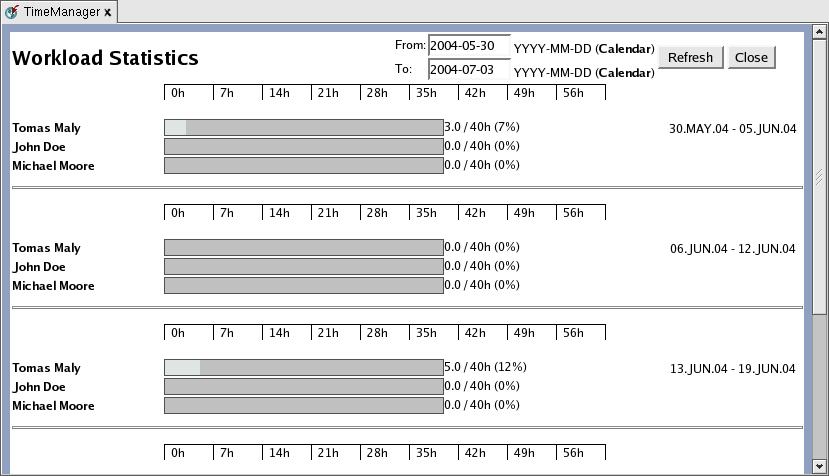 TimeManager x
Workload Statistics
From: 2004-05-30 YYYY-MM-DD (Calendar)
To: 2004-07-03 YYYY-MM-DD (Calendar)
Refresh Close
0h 7h 14h 21h 28h 35h 42h 49h 56h
Tomas Maly 3.0 / 40h (7%) 30.MAY.04 - 05.JUN.04
John Doe 0.0 / 40h (0%)
Michael Moore 0.0 / 40h (0%)
0h 7h 14h 21h 28h 35h 42h 49h 56h
Tomas Maly 0.0 / 40h (0%) 06.JUN.04 - 12.JUN.04
John Doe 0.0 / 40h (0%)
Michael Moore 0.0 / 40h (0%)
0h 7h 14h 21h 28h 35h 42h 49h 56h
Tomas Maly 5.0 / 40h (12%) 13.JUN.04 - 19.JUN.04
John Doe 0.0 / 40h (0%)
Michael Moore 0.0 / 40h (0%)
0h 7h 14h 21h 28h 35h 42h 49h 56h